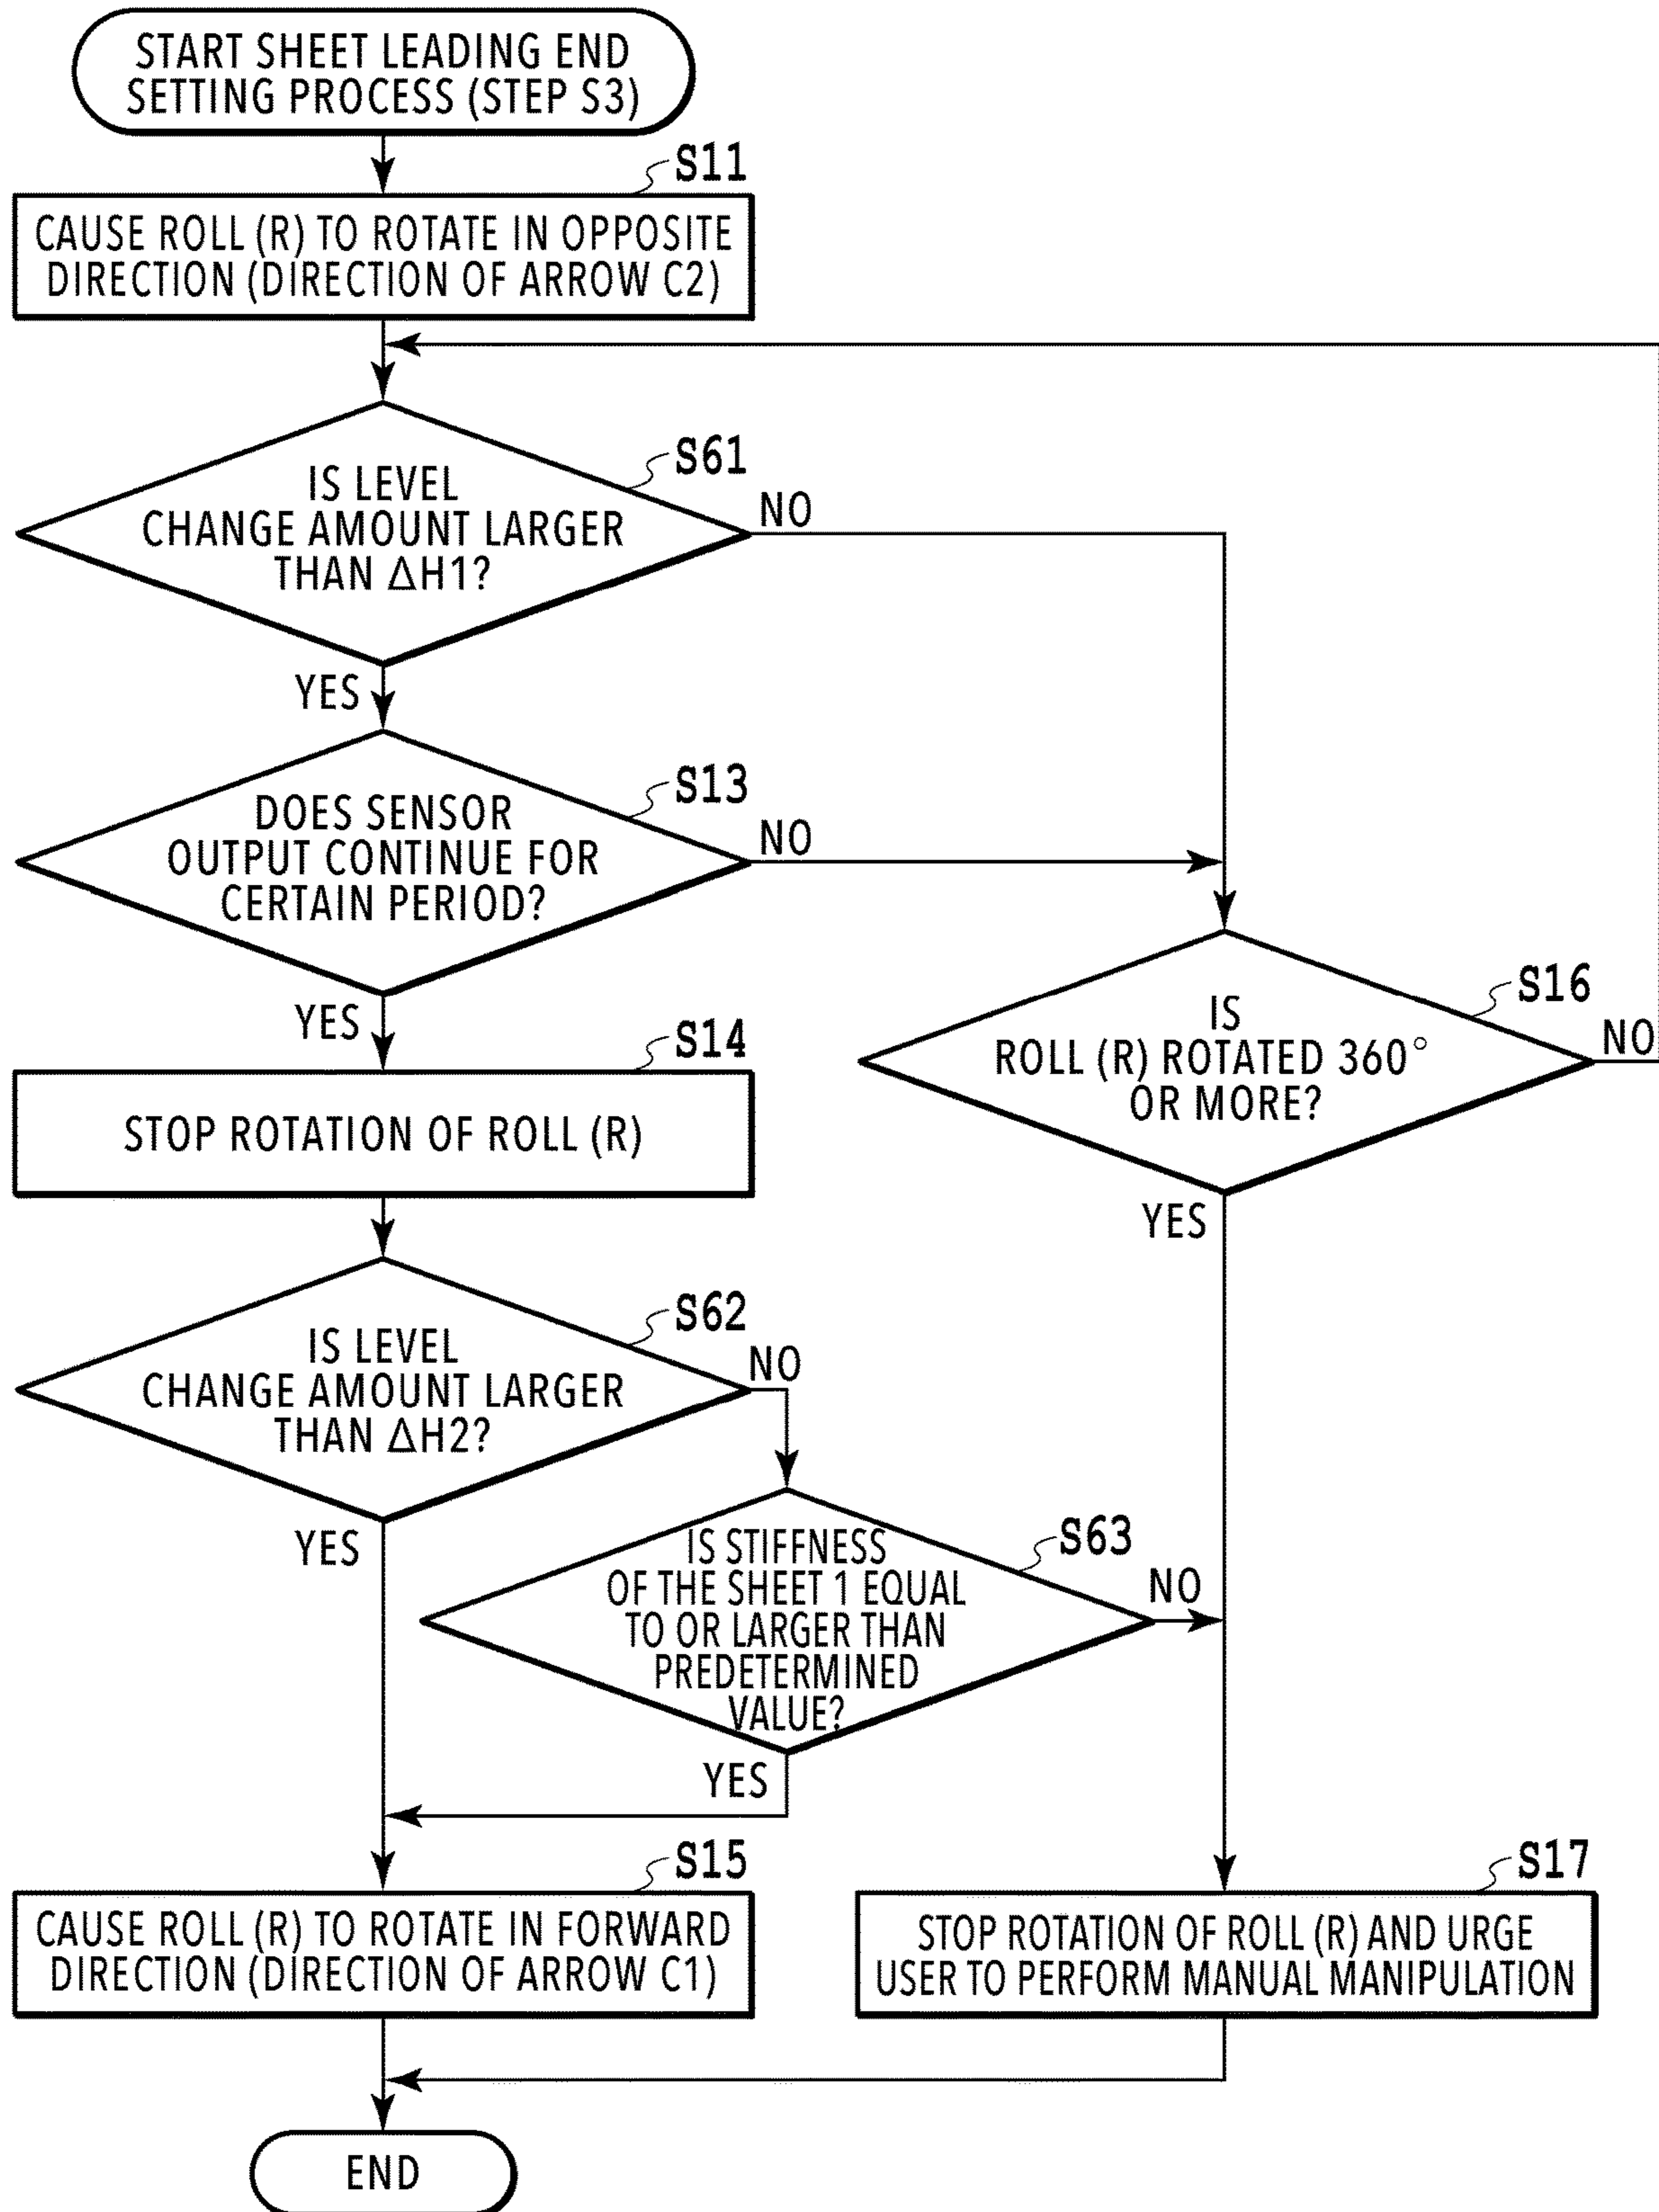 START SHEET LEADING END
SETTING PROCESS (STEP S3)
S11
CAUSE ROLL (R) TO ROTATE IN OPPOSITE
DIRECTION (DIRECTION OF ARROW C2)
S61
IS LEVEL
CHANGE AMOUNT LARGER
THAN ΔH1?
NO
YES
S13
DOES SENSOR
OUTPUT CONTINUE FOR
CERTAIN PERIOD?
NO
YES
S16
IS
ROLL (R) ROTATED 360°
OR MORE?
NO
YES
S14
STOP ROTATION OF ROLL (R)
S62
IS LEVEL
CHANGE AMOUNT LARGER
THAN ΔH2?
NO
YES
S63
IS STIFFNESS
OF THE SHEET 1 EQUAL
TO OR LARGER THAN
PREDETERMINED
VALUE?
NO
YES
S15
CAUSE ROLL (R) TO ROTATE IN FORWARD
DIRECTION (DIRECTION OF ARROW C1)
S17
STOP ROTATION OF ROLL (R) AND URGE
USER TO PERFORM MANUAL MANIPULATION
END